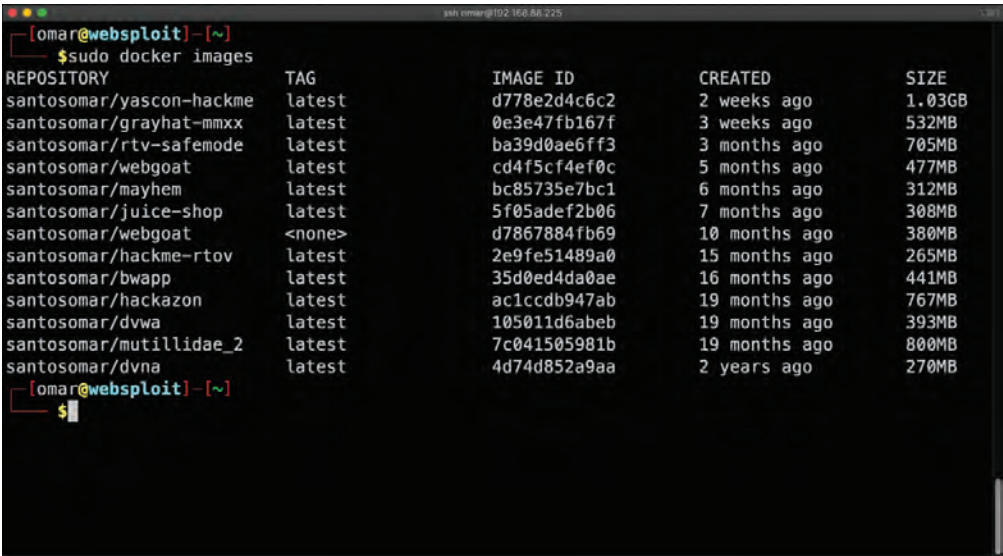 ssh omar@192.168.88.225
[omar@websploit]-[~]
$sudo docker images
REPOSITORY TAG IMAGE ID CREATED SIZE
santosomar/yascon-hackme latest d778e2d4c6c2 2 weeks ago 1.03GB
santosomar/grayhat-mmxx latest 0e3e47fb167f 3 weeks ago 532MB
santosomar/rtv-safemode latest ba39d0ae6ff3 3 months ago 705MB
santosomar/webgoat latest cd4f5cf4ef0c 5 months ago 477MB
santosomar/mayhem latest bc85735e7bc1 6 months ago 312MB
santosomar/juice-shop latest 5f05adef2b06 7 months ago 308MB
santosomar/webgoat <none> d7867884fb69 10 months ago 380MB
santosomar/hackme-rtov latest 2e9fe51489a0 15 months ago 265MB
santosomar/bwapp latest 35d0ed4da0ae 16 months ago 441MB
santosomar/hackazon latest ac1ccdb947ab 19 months ago 767MB
santosomar/dvwa latest 105011d6abeb 19 months ago 393MB
santosomar/mutillidae_2 latest 7c041505981b 19 months ago 800MB
santosomar/dvna latest 4d74d852a9aa 2 years ago 270MB
[omar@websploit]-[~]
$